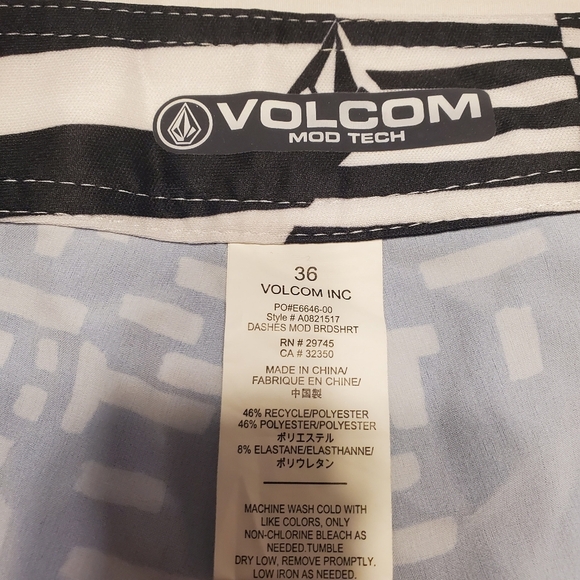 VOLCOM
MOD TECH
36
VOLCOM INC
PO#E6646-00
Style # A0821517
DASHES MOD BRDSHRT
RN # 29745
CA # 32350
MADE IN CHINA/
FABRIQUE EN CHINE/
中国製
46% RECYCLE/POLYESTER
46% POLYESTER/POLYESTER
ポリエステル
8% ELASTANE/ELASTHANNE/
ポリウレタン
MACHINE WASH COLD WITH
LIKE COLORS, ONLY
NON-CHLORINE BLEACH AS
NEEDED.TUMBLE
DRY LOW, REMOVE PROMPTLY.
LOW IRON AS NEEDED.